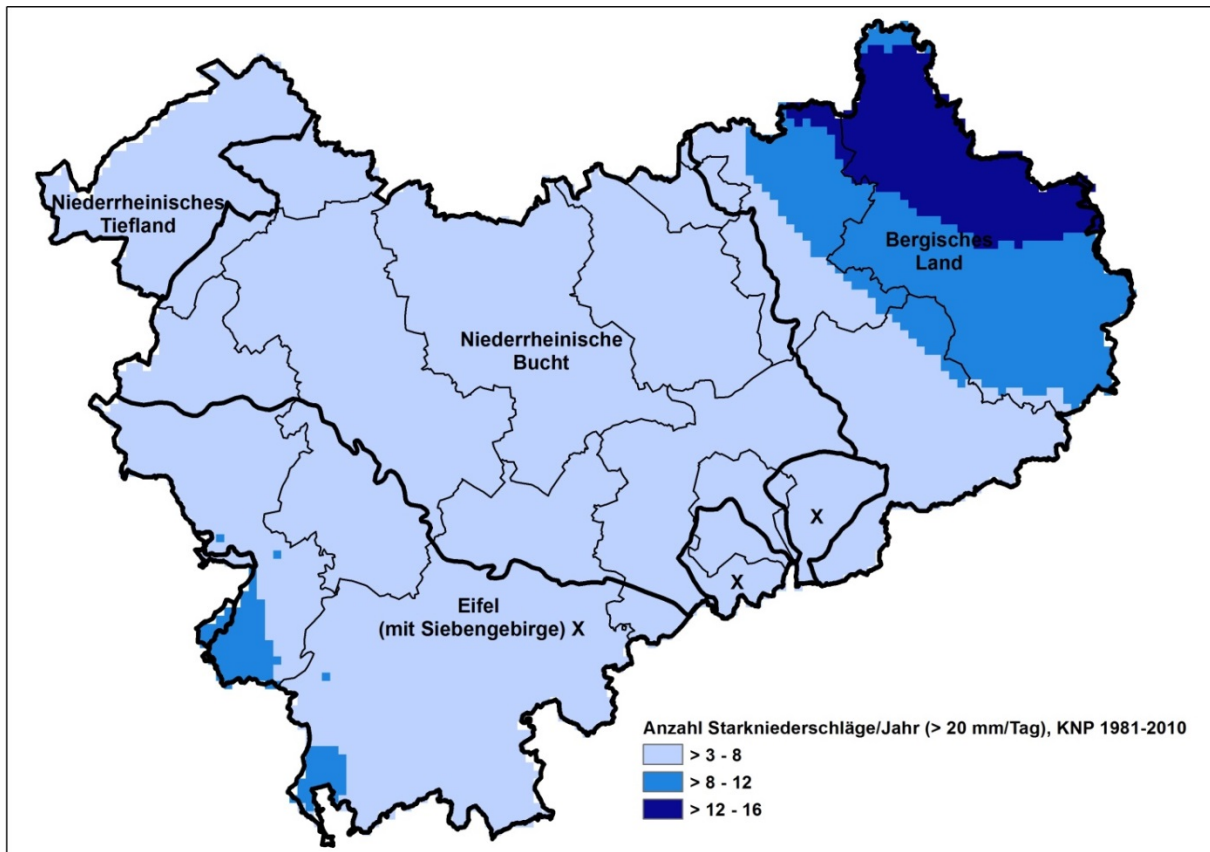 Niederrheinisches
Tiefland
Bergisches
Land
Niederrheinische
Bucht
X
X
Eifel
(mit Siebengebirge) X
Anzahl Starkniederschläge/Jahr (> 20 mm/Tag), KNP 1981-2010
> 3 - 8
> 8 - 12
> 12 - 16